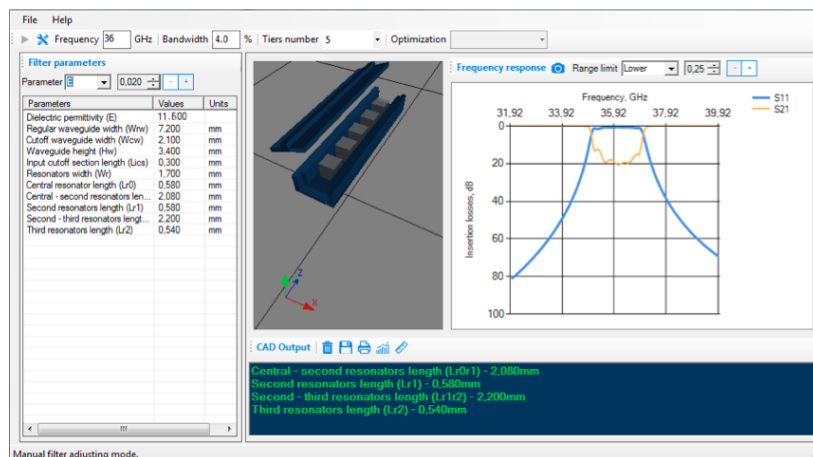 File Help
Frequency 36 GHz Bandwidth 4.0 % Tiers number 5 Optimization
Filter parameters
Parameter E 0,020 - -
Parameters Values Units
Dielectric permittivity (E) 11.600
Regular waveguide width (Wrw) 7,200 mm
Cutoff waveguide width (Wcw) 2,100 mm
Waveguide height (Hw) 3,400 mm
Input cutoff section length (Lics) 0,300 mm
Resonators width (Wr) 1,700 mm
Central resonator length (Lr0) 0,580 mm
Central - second resonators len... 2,080 mm
Second resonators length (Lr1) 0,580 mm
Second - third resonators lengt... 2,200 mm
Third resonators length (Lr2) 0,540 mm
Z
X
Frequency response Range limit Lower 0,25 - -
Frequency, GHz
31,92 33,92 35,92 37,92 39,92
S11
S21
Insertion losses, dB
0
20
40
60
80
100
CAD Output
Central - second resonators length (Lr0r1) - 2,080mm
Second resonators length (Lr1) - 0,580mm
Second - third resonators length (Lr1r2) - 2,200mm
Third resonators length (Lr2) - 0,540mm
Manual filter adjusting mode.